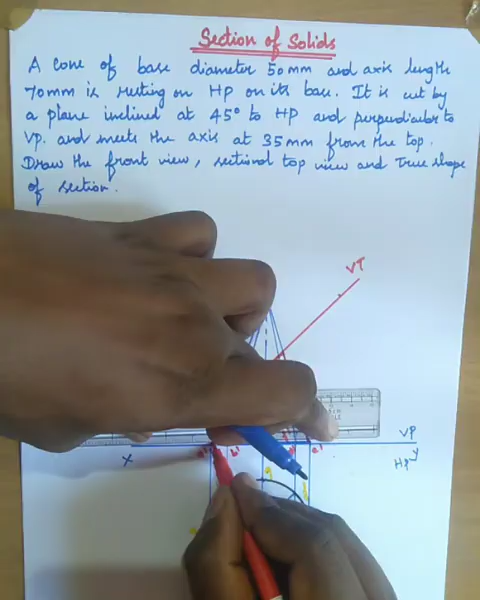 Section of Solids
A Cone of base diameter 50mm and axis length
70mm is resting on HP on its base. It is cut by
a plane inclined at 45° to HP and perpendicular to
VP. and meets the axis at 35mm from the top.
Draw the front view, sectional top view and True shape
of section.
VT
VP
X
y
HP
b'